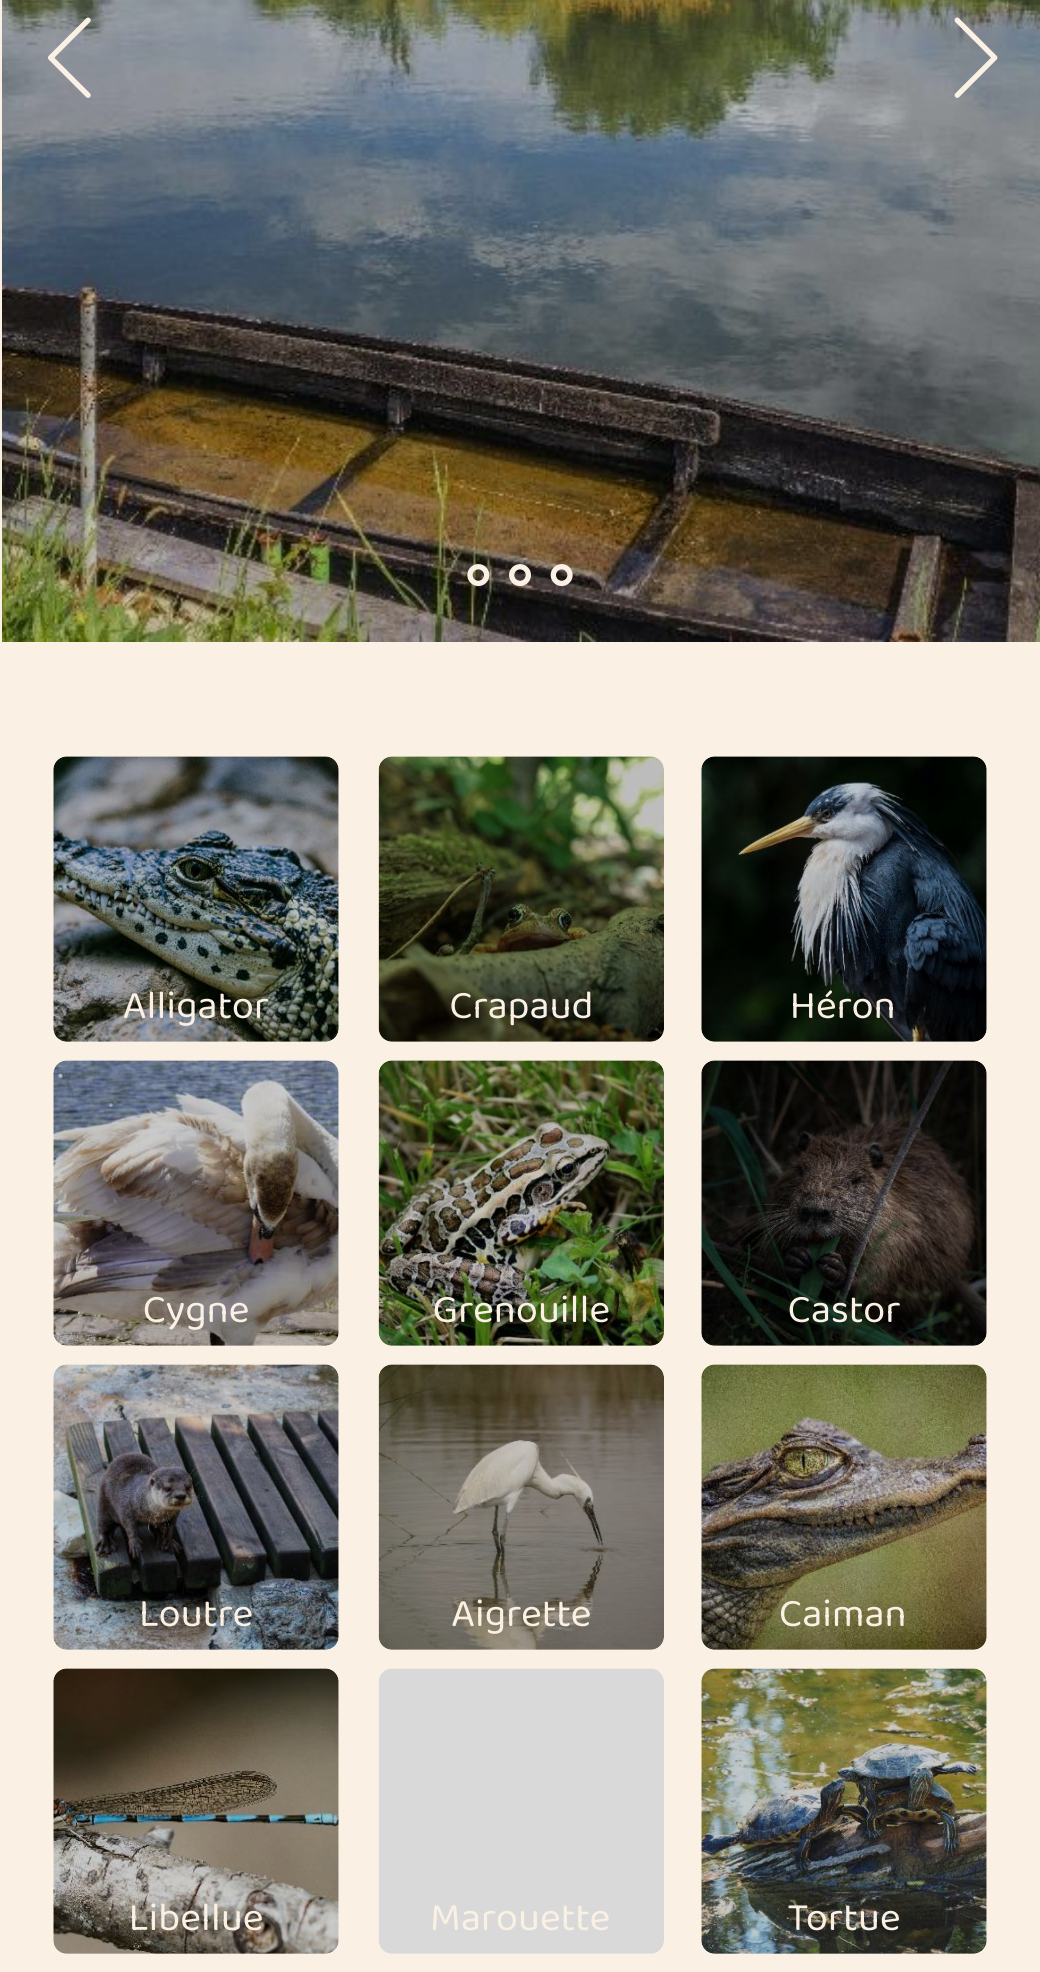 Alligator
Crapaud
Héron
Cygne
Grenouille
Castor
Loutre
Aigrette
Caiman
Libellue
Marouette
Tortue